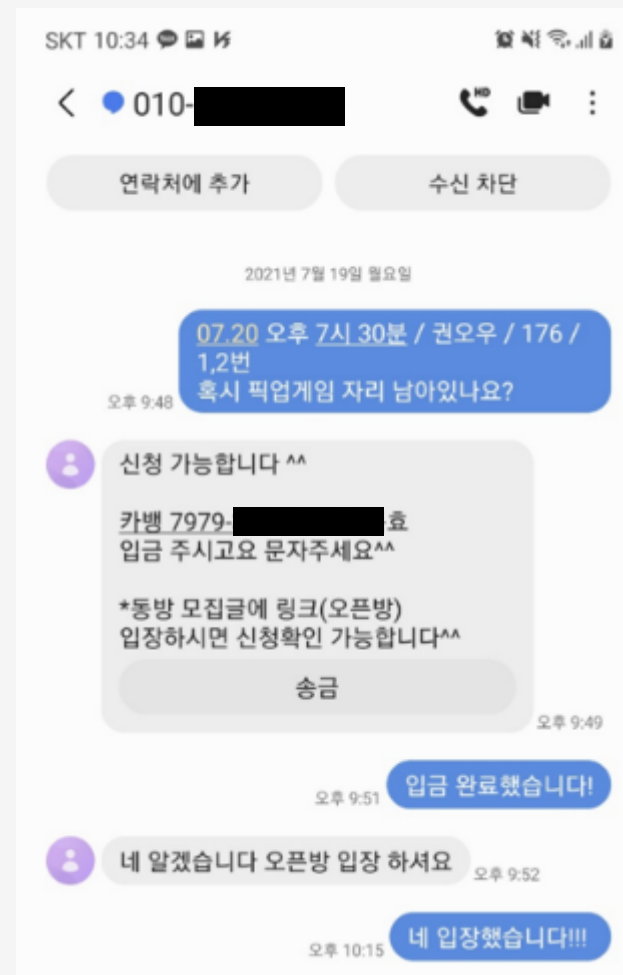 SKT 10:34
010-
연락처에 추가
수신 차단
2021년 7월 19일 월요일
07.20 오후 7시 30분 / 권오우 / 176 /
1,2번
혹시 픽업게임 자리 남아있나요?
오후 9:48
신청 가능합니다 ^^
카뱅 7979- 효
입금 주시고요 문자주세요^^
*동방 모집글에 링크(오픈방)
입장하시면 신청확인 가능합니다^^
송금
오후 9:49
입금 완료했습니다!
오후 9:51
네 알겠습니다 오픈방 입장 하셔요
오후 9:52
네 입장했습니다!!!
오후 10:15